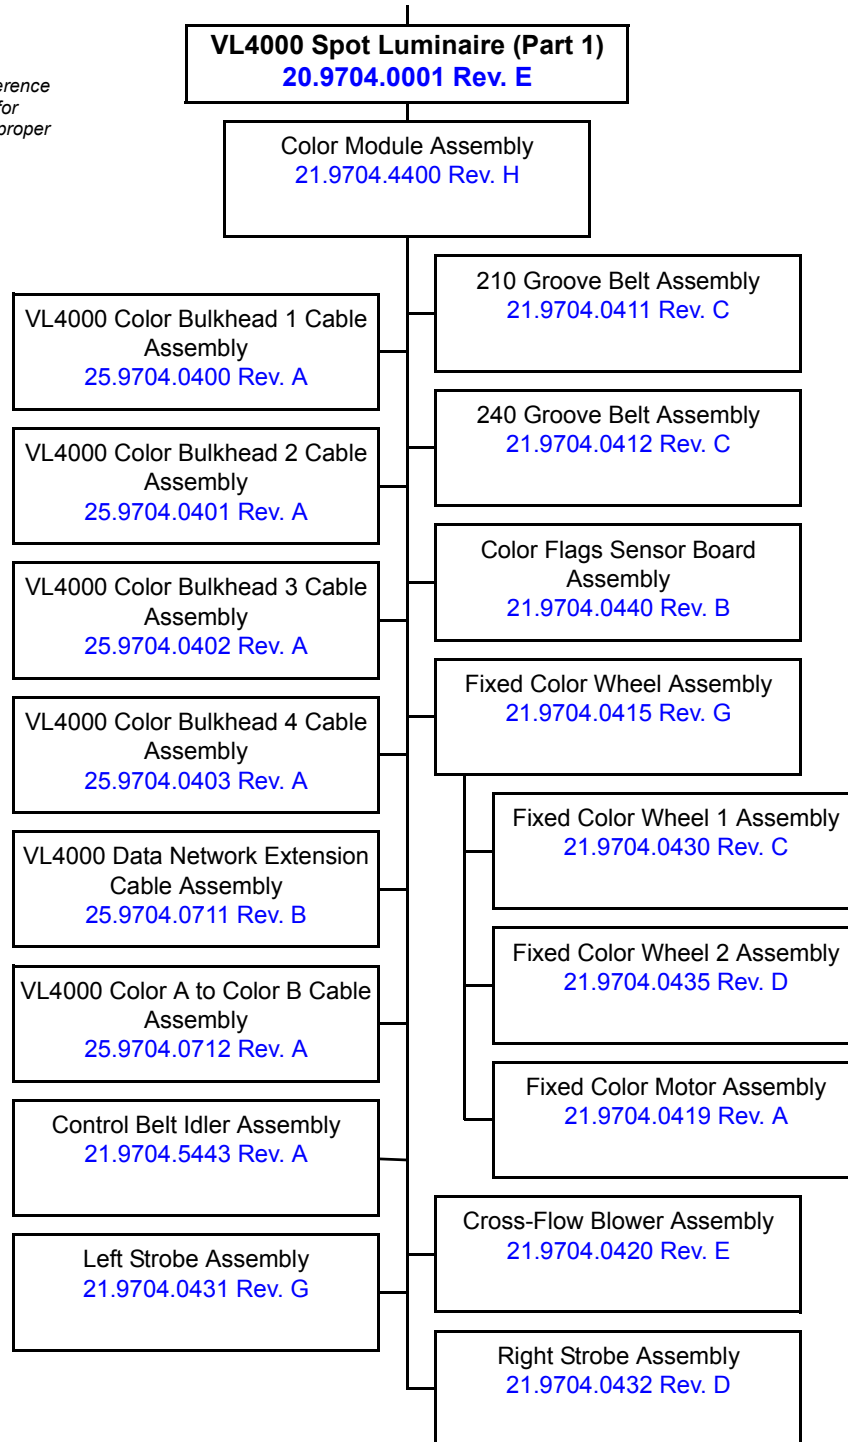 VL4000 Spot Luminaire (Part 1)
20.9704.0001 Rev. E
for
proper
Color Module Assembly
21.9704.4400 Rev. H
VL4000 Color Bulkhead 1 Cable
Assembly
25.9704.0400 Rev. A
VL4000 Color Bulkhead 2 Cable
Assembly
25.9704.0401 Rev. A
VL4000 Color Bulkhead 3 Cable
Assembly
25.9704.0402 Rev. A
VL4000 Color Bulkhead 4 Cable
Assembly
25.9704.0403 Rev. A
VL4000 Data Network Extension
Cable Assembly
25.9704.0711 Rev. B
VL4000 Color A to Color B Cable
Assembly
25.9704.0712 Rev. A
Control Belt Idler Assembly
21.9704.5443 Rev. A
Left Strobe Assembly
21.9704.0431 Rev. G
210 Groove Belt Assembly
21.9704.0411 Rev. C
240 Groove Belt Assembly
21.9704.0412 Rev. C
Color Flags Sensor Board
Assembly
21.9704.0440 Rev. B
Fixed Color Wheel Assembly
21.9704.0415 Rev. G
Fixed Color Wheel 1 Assembly
21.9704.0430 Rev. C
Fixed Color Wheel 2 Assembly
21.9704.0435 Rev. D
Fixed Color Motor Assembly
21.9704.0419 Rev. A
Cross-Flow Blower Assembly
21.9704.0420 Rev. E
Right Strobe Assembly
21.9704.0432 Rev. D